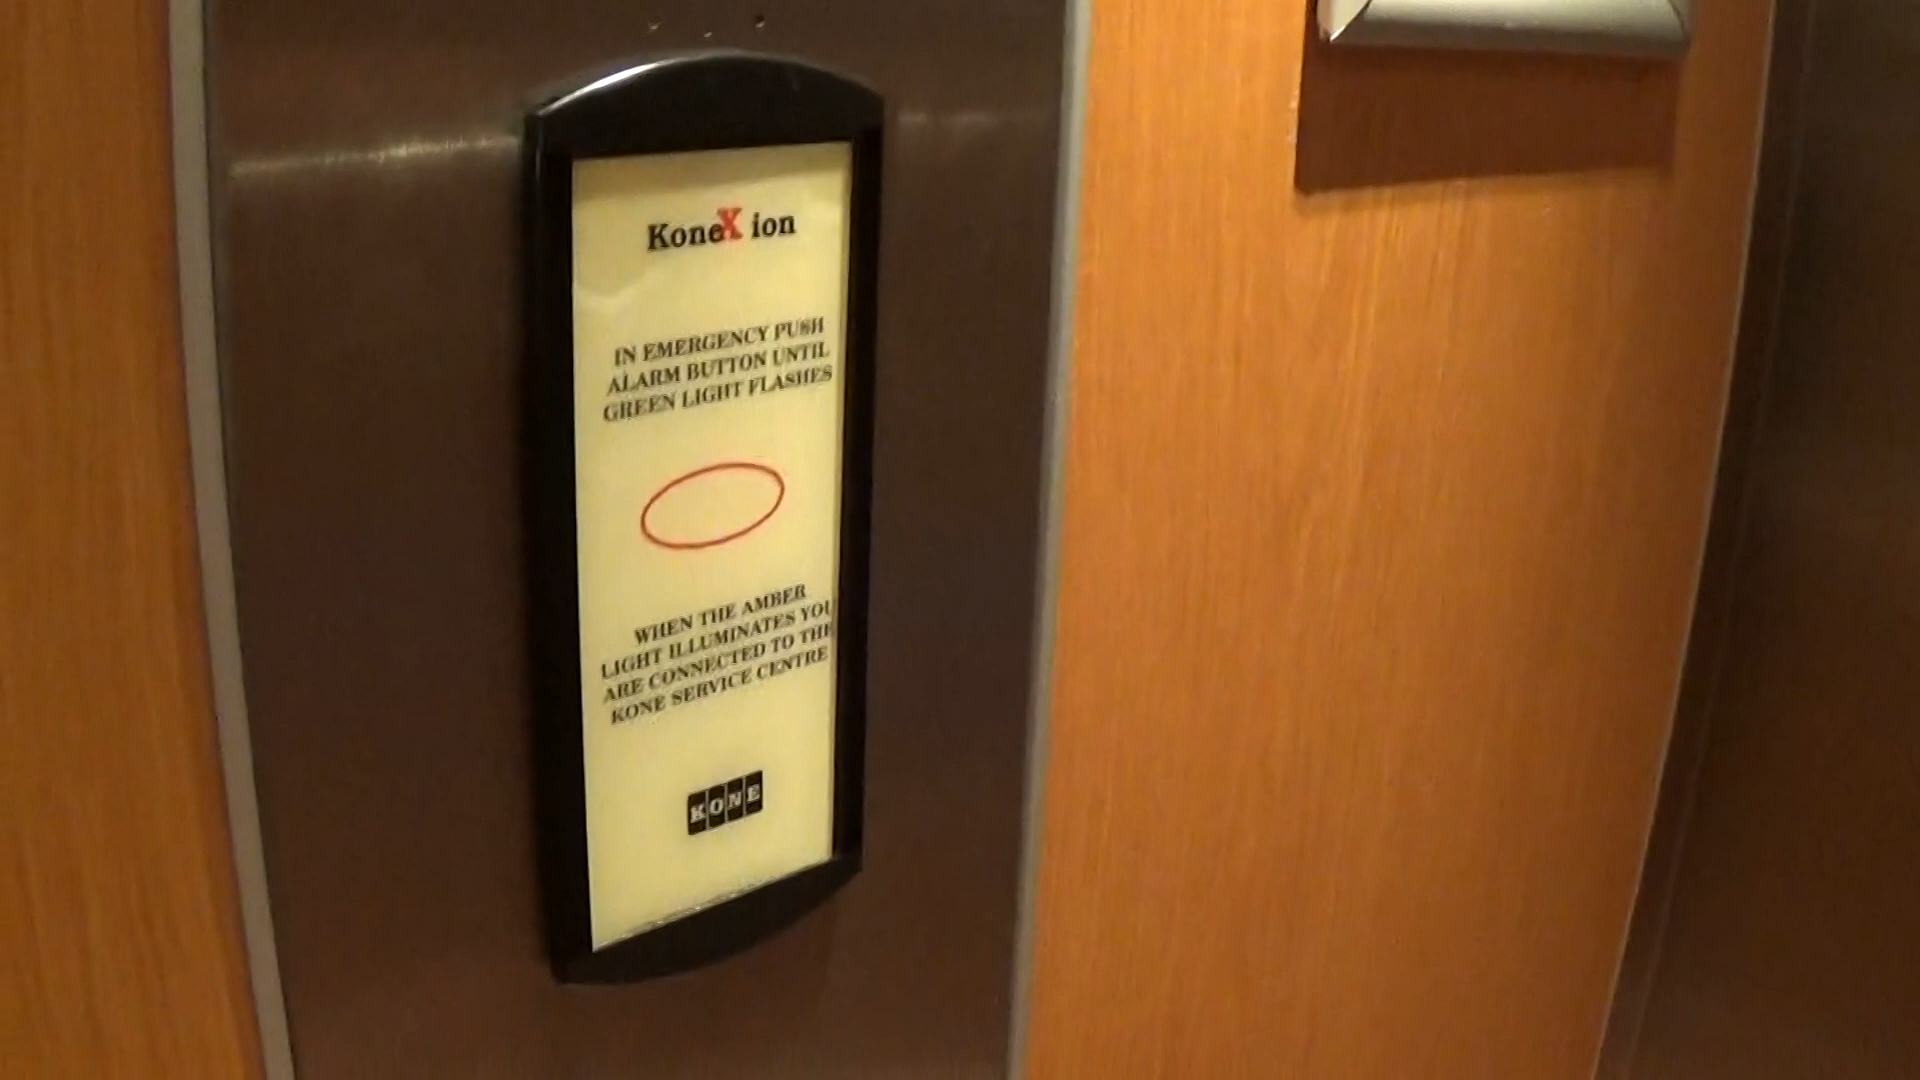 KoneXion
IN EMERGENCY PUSH
ALARM BUTTON UNTIL
GREEN LIGHT FLASHES
WHEN THE AMBER
LIGHT ILLUMINATES YOU
ARE CONNECTED TO THE
KONE SERVICE CENTRE
KONE